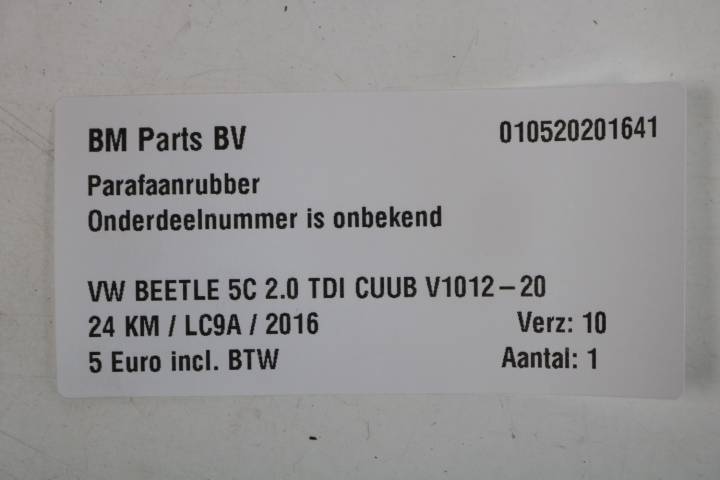 BM Parts BV 010520201641
Parafaanrubber
Onderdeelnummer is onbekend
VW BEETLE 5C 2.0 TDI CUUB V1012-20
24 KM / LC9A / 2016 Verz: 10
5 Euro incl. BTW Aantal: 1